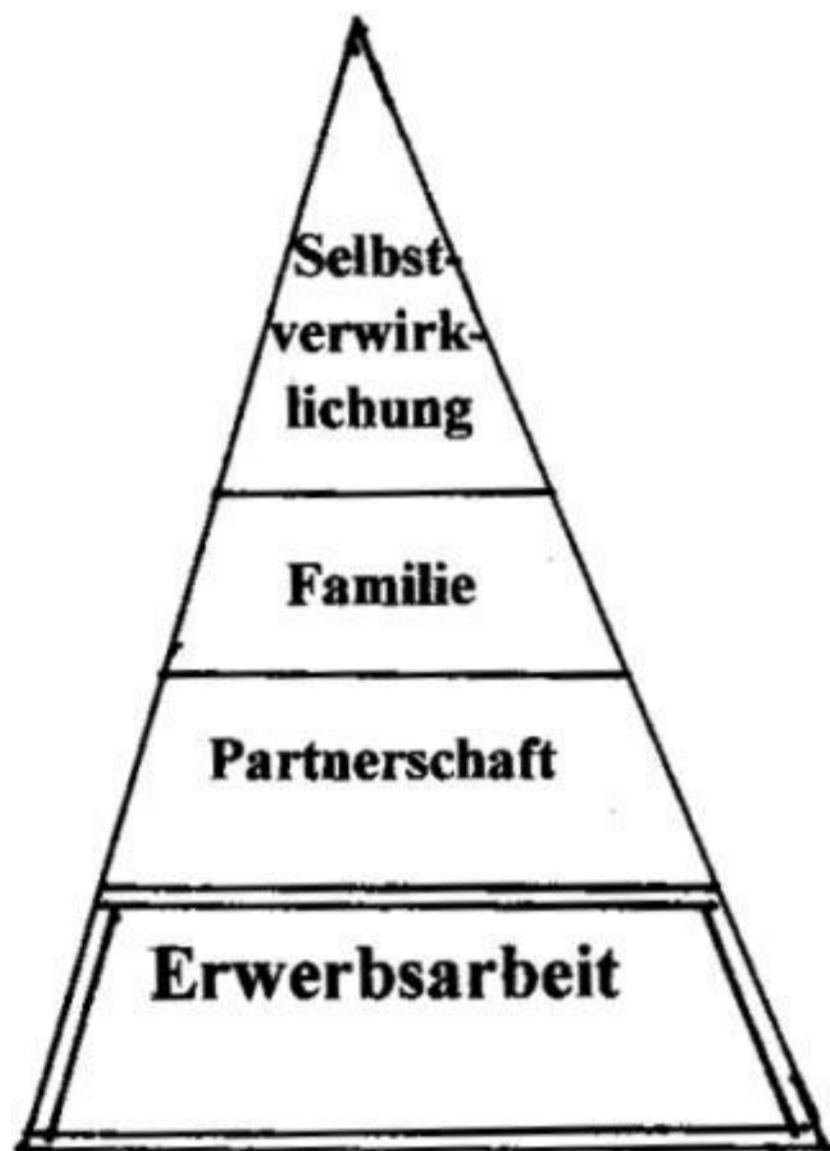 Selbst-
verwirk-
lichung
Familie
Partnerschaft
Erwerbsarbeit